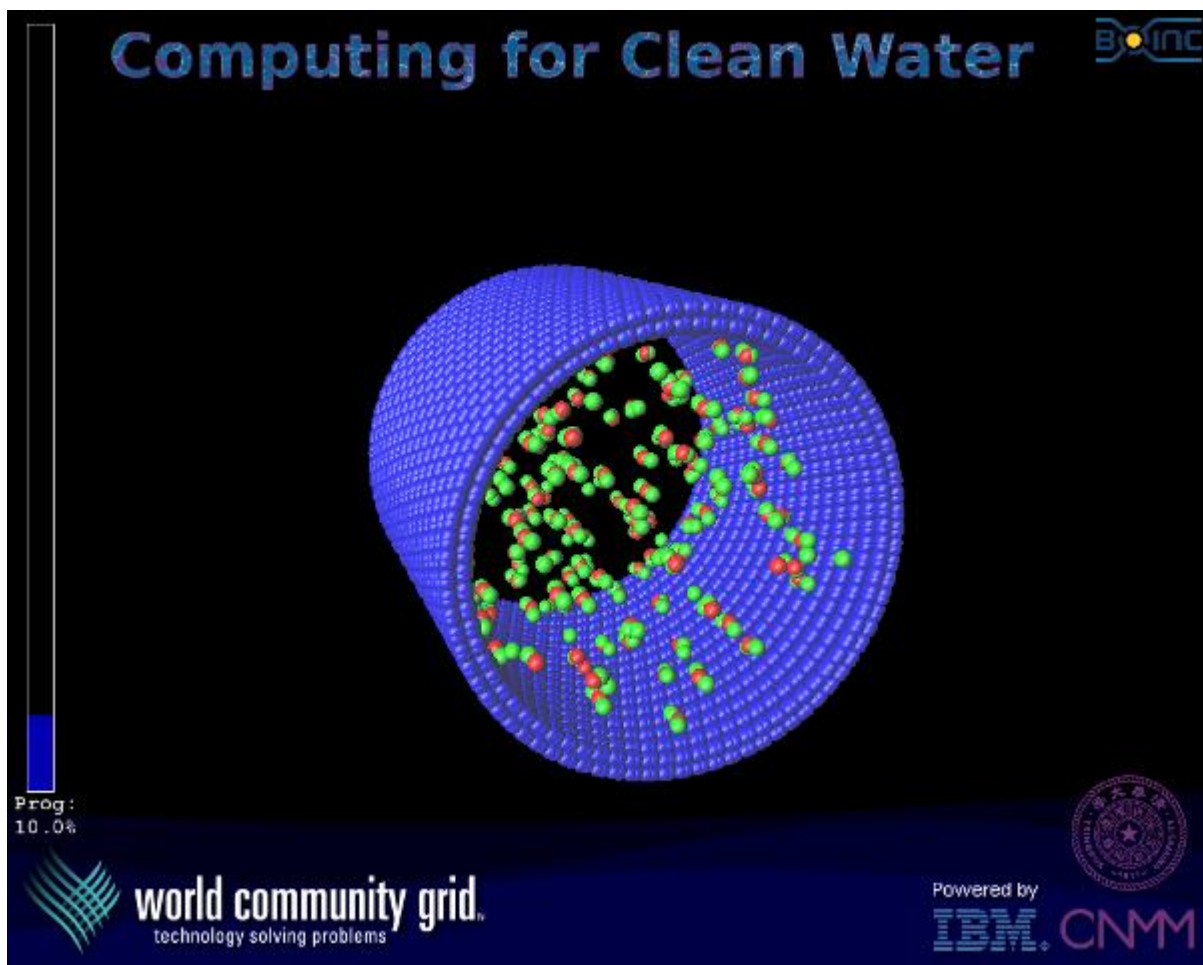 Computing for Clean Water
BOINC
Prog:
10.0%
world community grid
technology solving problems
Powered by
IBM. CNMM